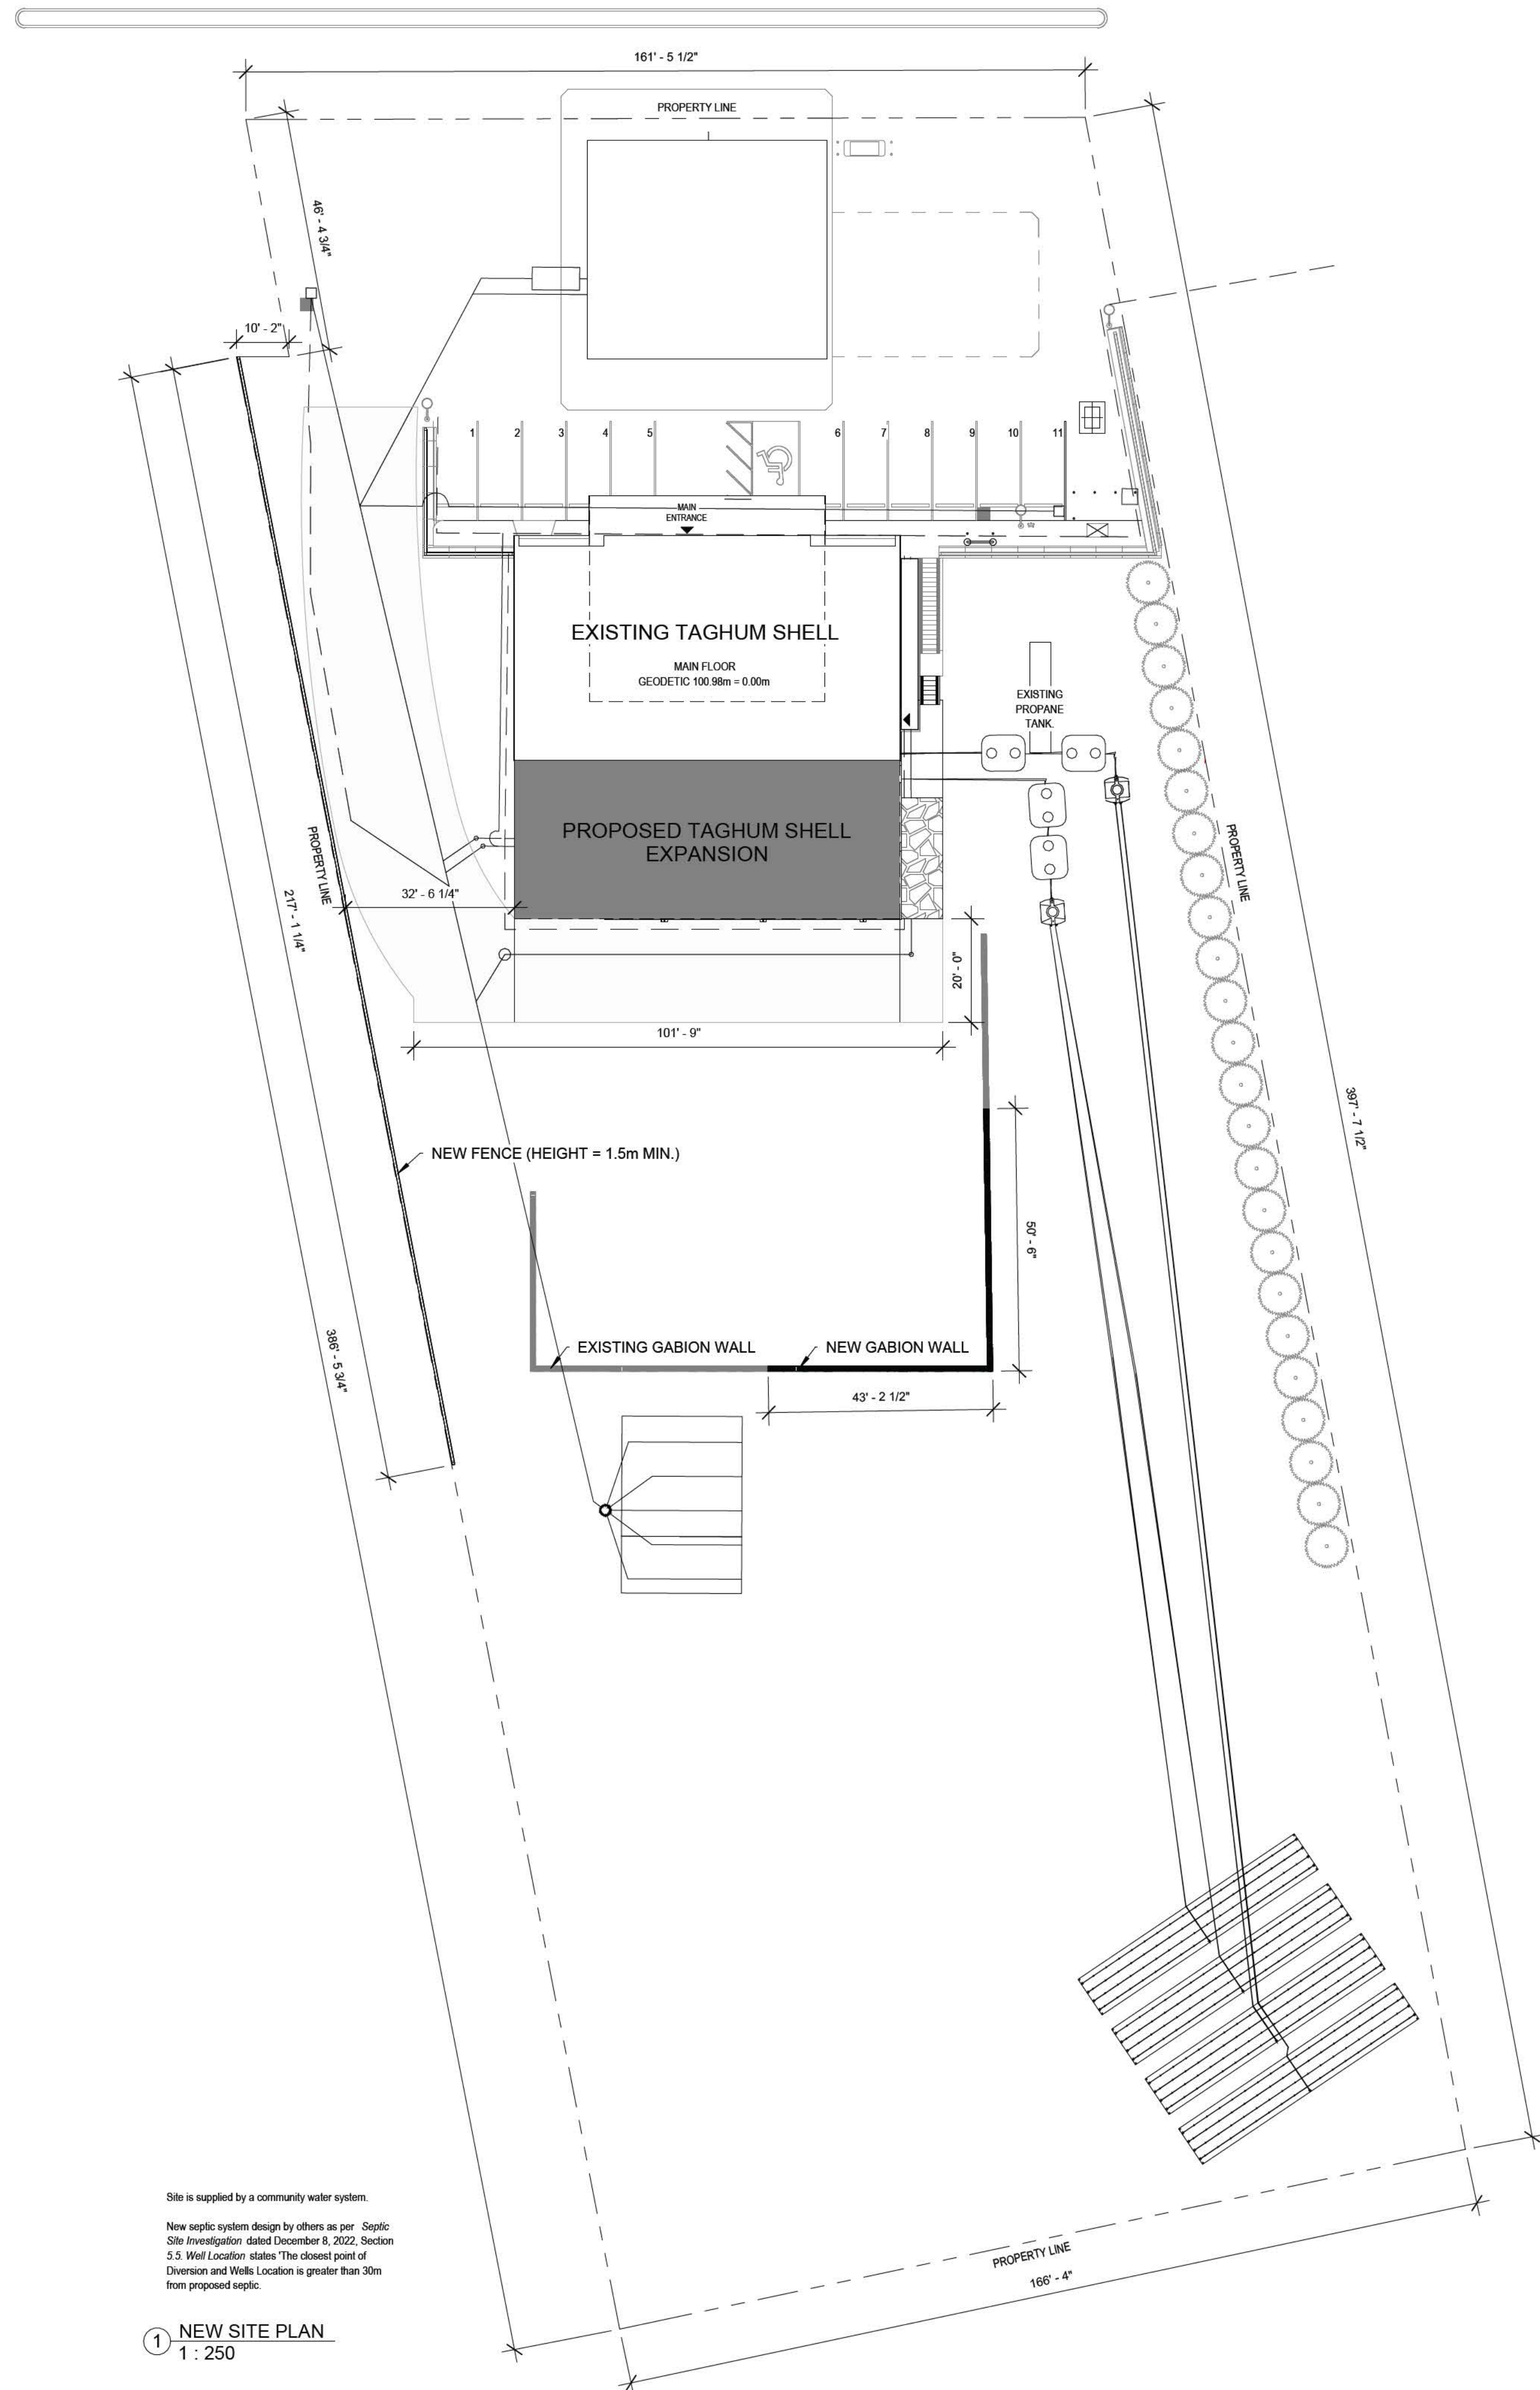 161' - 5 1/2"
PROPERTY LINE
46' - 4 3/4"
10' - 2"
1
2
3
4
5
6
7
8
9
10
11
MAIN
ENTRANCE
EXISTING TAGHUM SHELL
MAIN FLOOR
GEODETIC 100.98m = 0.00m
EXISTING
PROPANE
TANK.
PROPOSED TAGHUM SHELL
EXPANSION
PROPERTY LINE
PROPERTY LINE
32' - 6 1/4"
217' - 1 1/4"
20' - 0"
101' - 9"
397' - 7 1/2"
NEW FENCE (HEIGHT = 1.5m MIN.)
50' - 6"
386' - 5 3/4"
EXISTING GABION WALL
NEW GABION WALL
43' - 2 1/2"
Site is supplied by a community water system.
New septic system design by others as per Septic
Site Investigation dated December 8, 2022, Section
5.5. Well Location states 'The closest point of
Diversion and Wells Location is greater than 30m
from proposed septic.
PROPERTY LINE
166' - 4"
1
NEW SITE PLAN
1 : 250